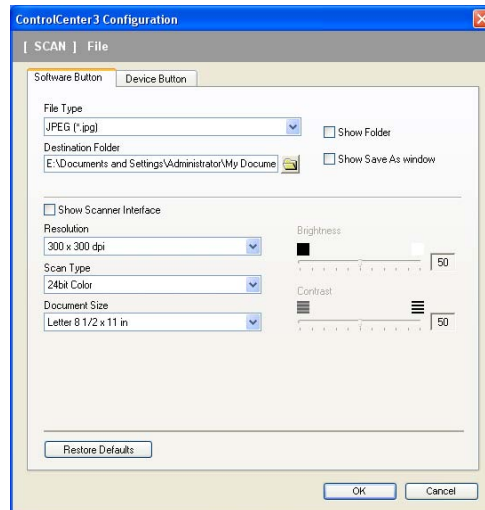 ControlCenter3 Configuration
[ SCAN ] File
Software Button
Device Button
File Type
JPEG (*.jpg)
Show Folder
Destination Folder
E:\Documents and Settings\Administrator\My Docume
Show Save As window
Show Scanner Interface
Resolution
Brightness
300 x 300 dpi
50
Scan Type
24bit Color
Contrast
Document Size
Letter 8 1/2 x 11 in
50
Restore Defaults
OK
Cancel